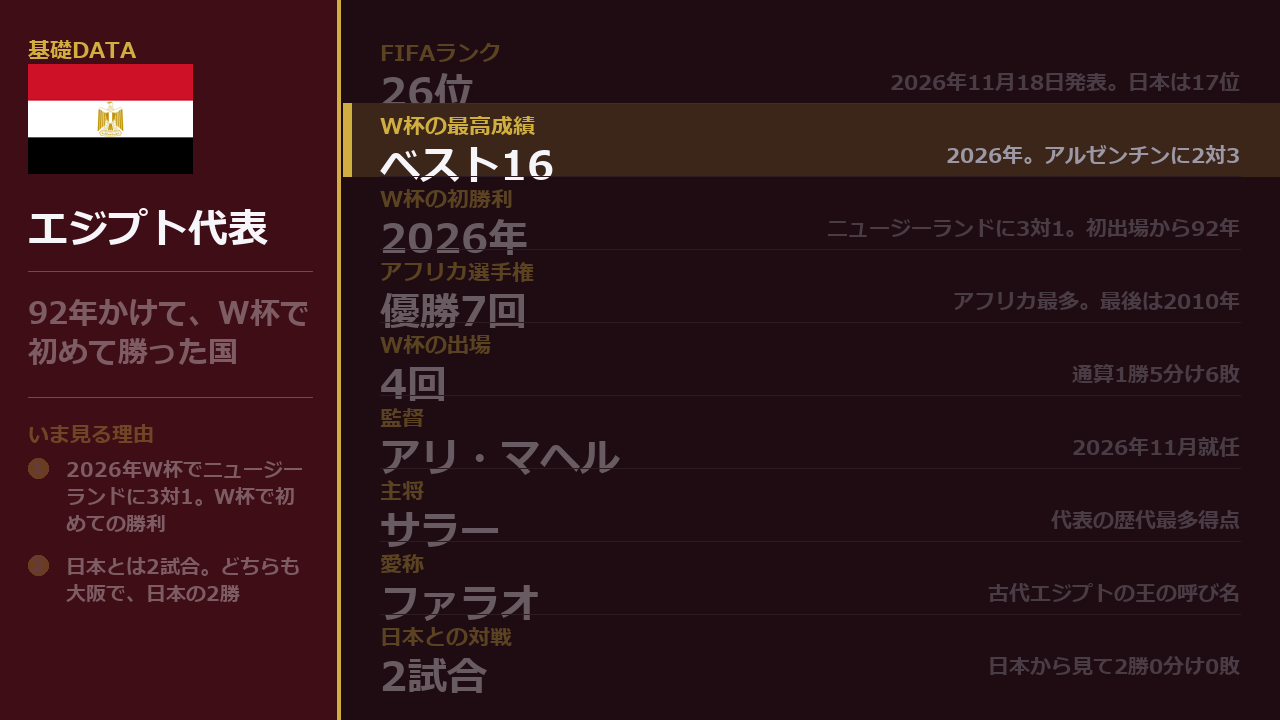 基礎DATA
エジプト代表
92年かけて、W杯で
初めて勝った国
いま見る理由
2026年W杯でニュージー
ランドに3対1。W杯で初
めての勝利
日本とは2試合。どちらも
大阪で、日本の2勝
FIFAランク
26位
2026年11月18日発表。日本は17位
W杯の最高成績
ベスト16
2026年。アルゼンチンに2対3
W杯の初勝利
2026年
ニュージーランドに3対1。初出場から92年
アフリカ選手権
優勝7回
アフリカ最多。最後は2010年
W杯の出場
4回
通算1勝5分け6敗
監督
アリ・マヘル
2026年11月就任
主将
サラー
代表の歴代最多得点
愛称
ファラオ
古代エジプトの王の呼び名
日本との対戦
2試合
日本から見て2勝0分け0敗